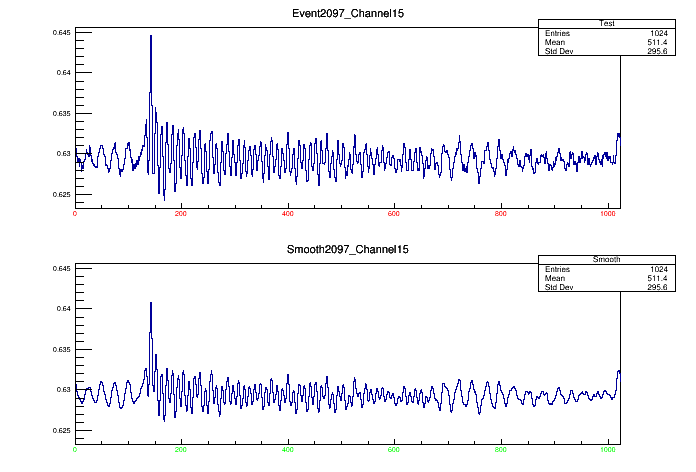 Event2097_Channel15
Test
Entries 1024
Mean 511.4
Std Dev 295.6
0.645
0.64
0.635
0.63
0.625
0 200 400 600 800 1000
Smooth2097_Channel15
Smooth
Entries 1024
Mean 511.4
Std Dev 295.6
0.645
0.64
0.635
0.63
0.625
0 200 400 600 800 1000